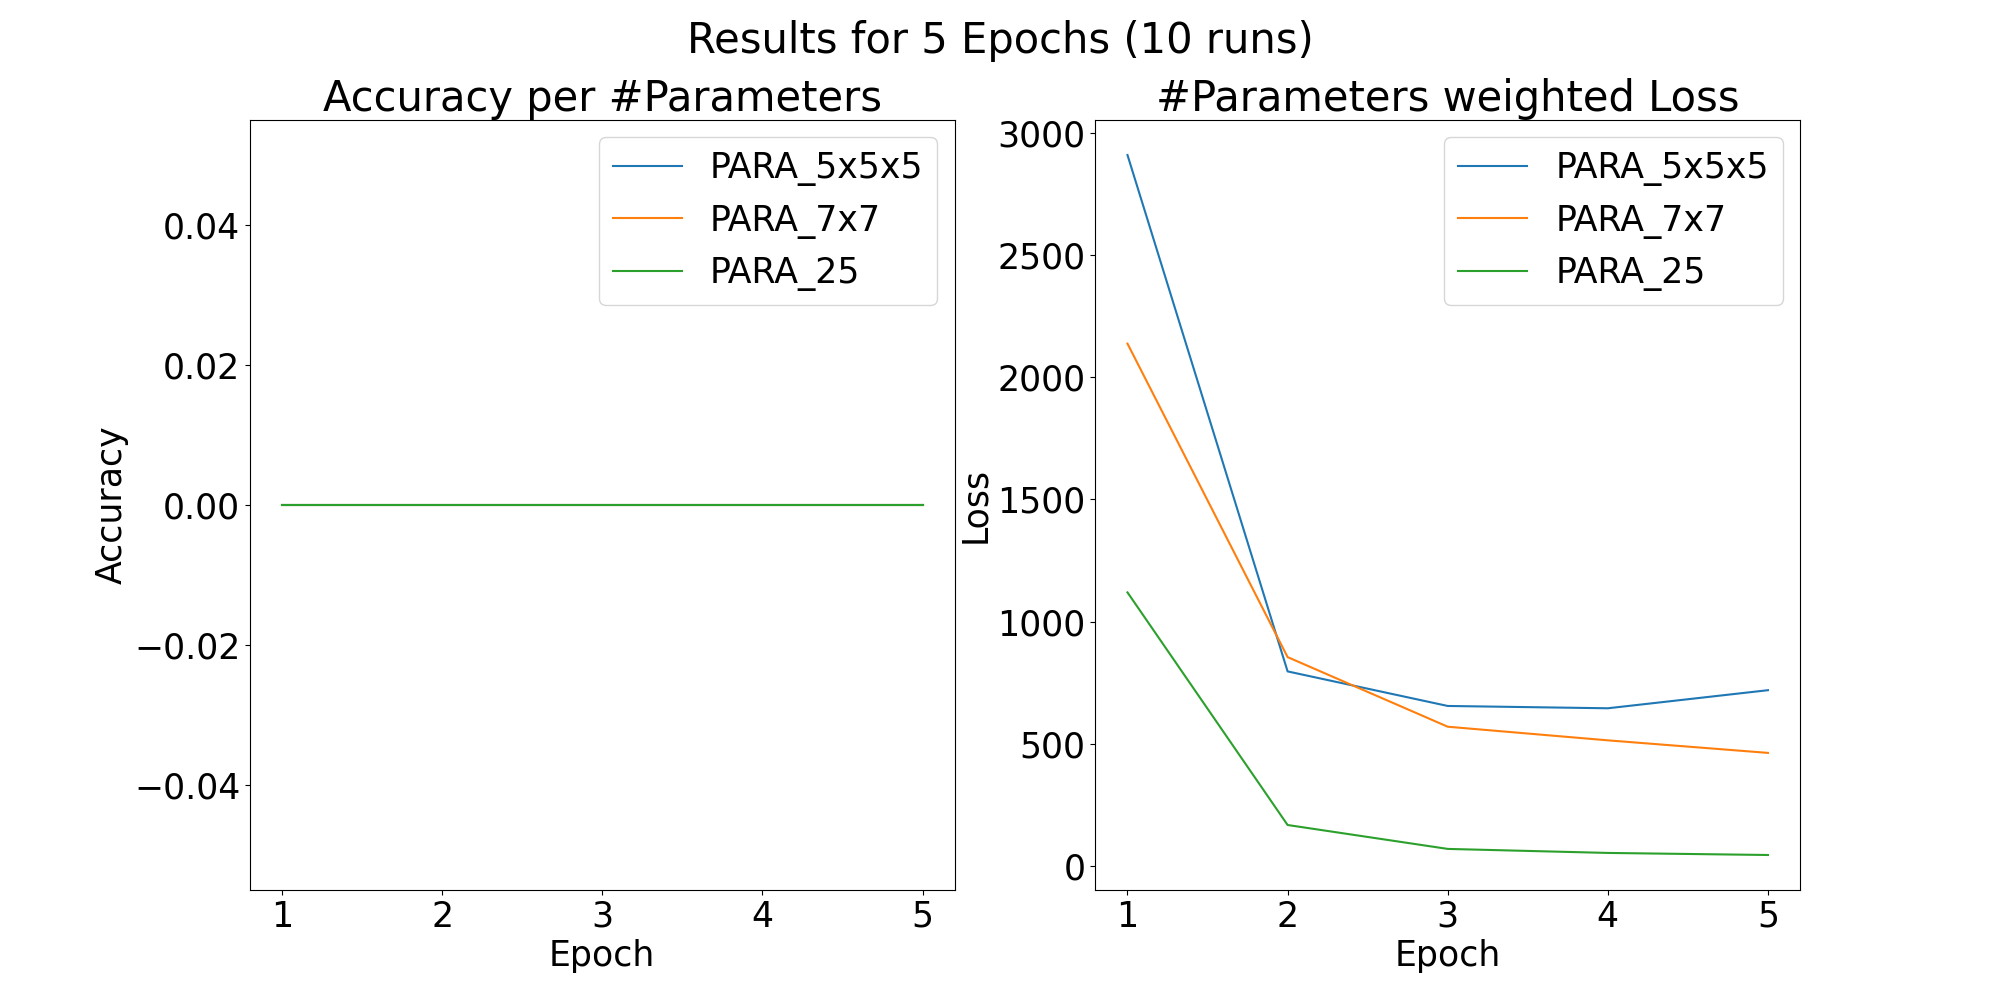 Results for 5 Epochs (10 runs)
Accuracy per #Parameters
PARA_5x5x5
PARA_7x7
PARA_25
0.04
0.02
0.00
−0.02
−0.04
Accuracy
1 2 3 4 5
Epoch
#Parameters weighted Loss
PARA_5x5x5
PARA_7x7
PARA_25
3000
2500
2000
1500
1000
500
0
Loss
1 2 3 4 5
Epoch